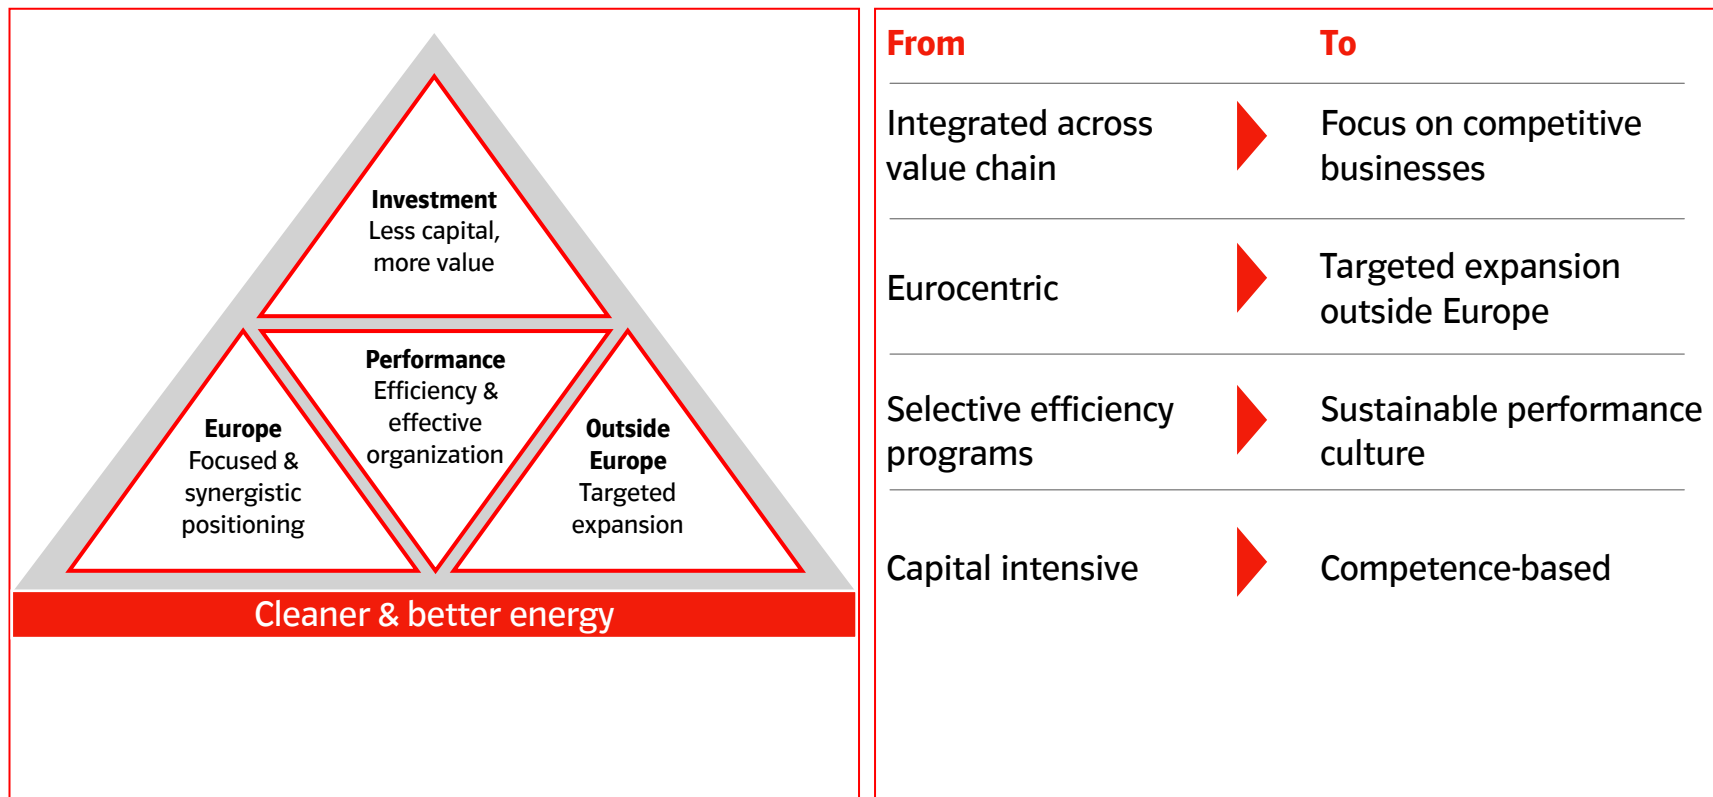 Investment
Less capital,
more value
Performance
Efficiency &
effective
organization
Europe
Focused &
synergistic
positioning
Outside
Europe
Targeted
expansion
Cleaner & better energy
From
To
Integrated across
value chain
Focus on competitive
businesses
Eurocentric
Targeted expansion
outside Europe
Selective efficiency
programs
Sustainable performance
culture
Capital intensive
Competence-based